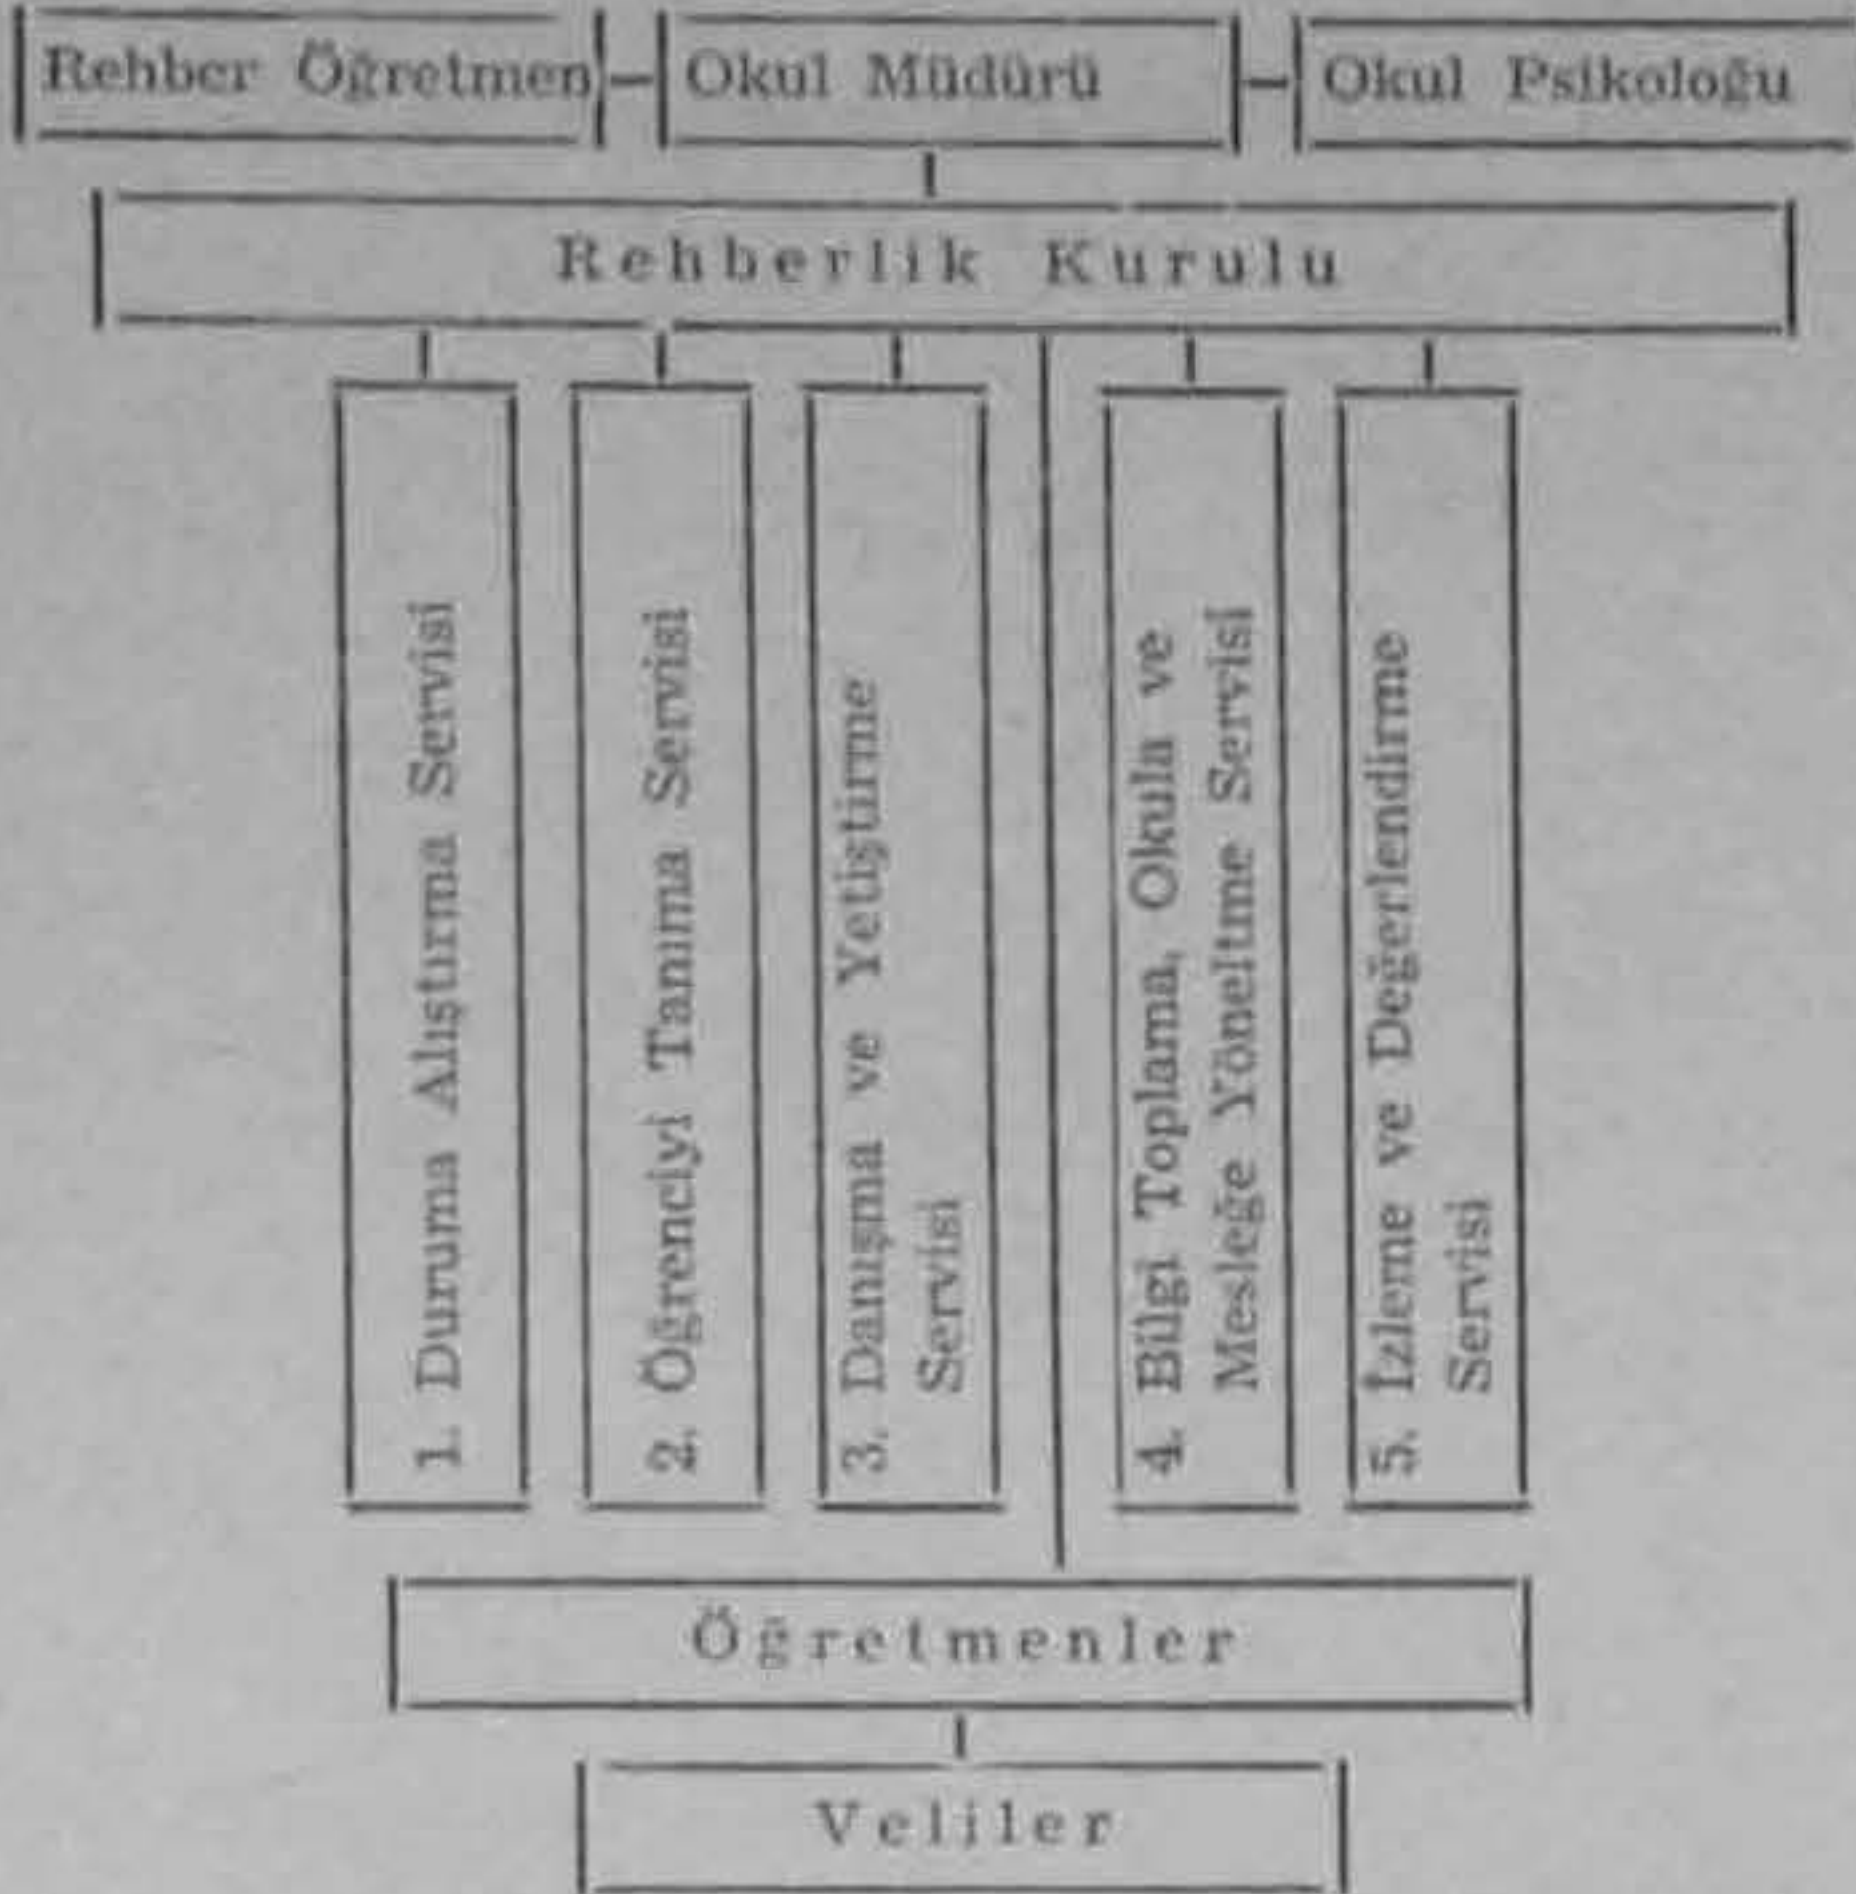 Rehber Öğretmen
Okul Müdürü
Okul Psikoloğu
Rehberlik Kurulu
1. Duruma Alıştırma Servisi
2. Öğrenciyi Tanıma Servisi
3. Danışma ve Yetiştirme
Servisi
4. Bilgi Toplama, Okula ve
Mesleğe Yöneltme Servisi
5. İzleme ve Değerlendirme
Servisi
Öğretmenler
Veliler